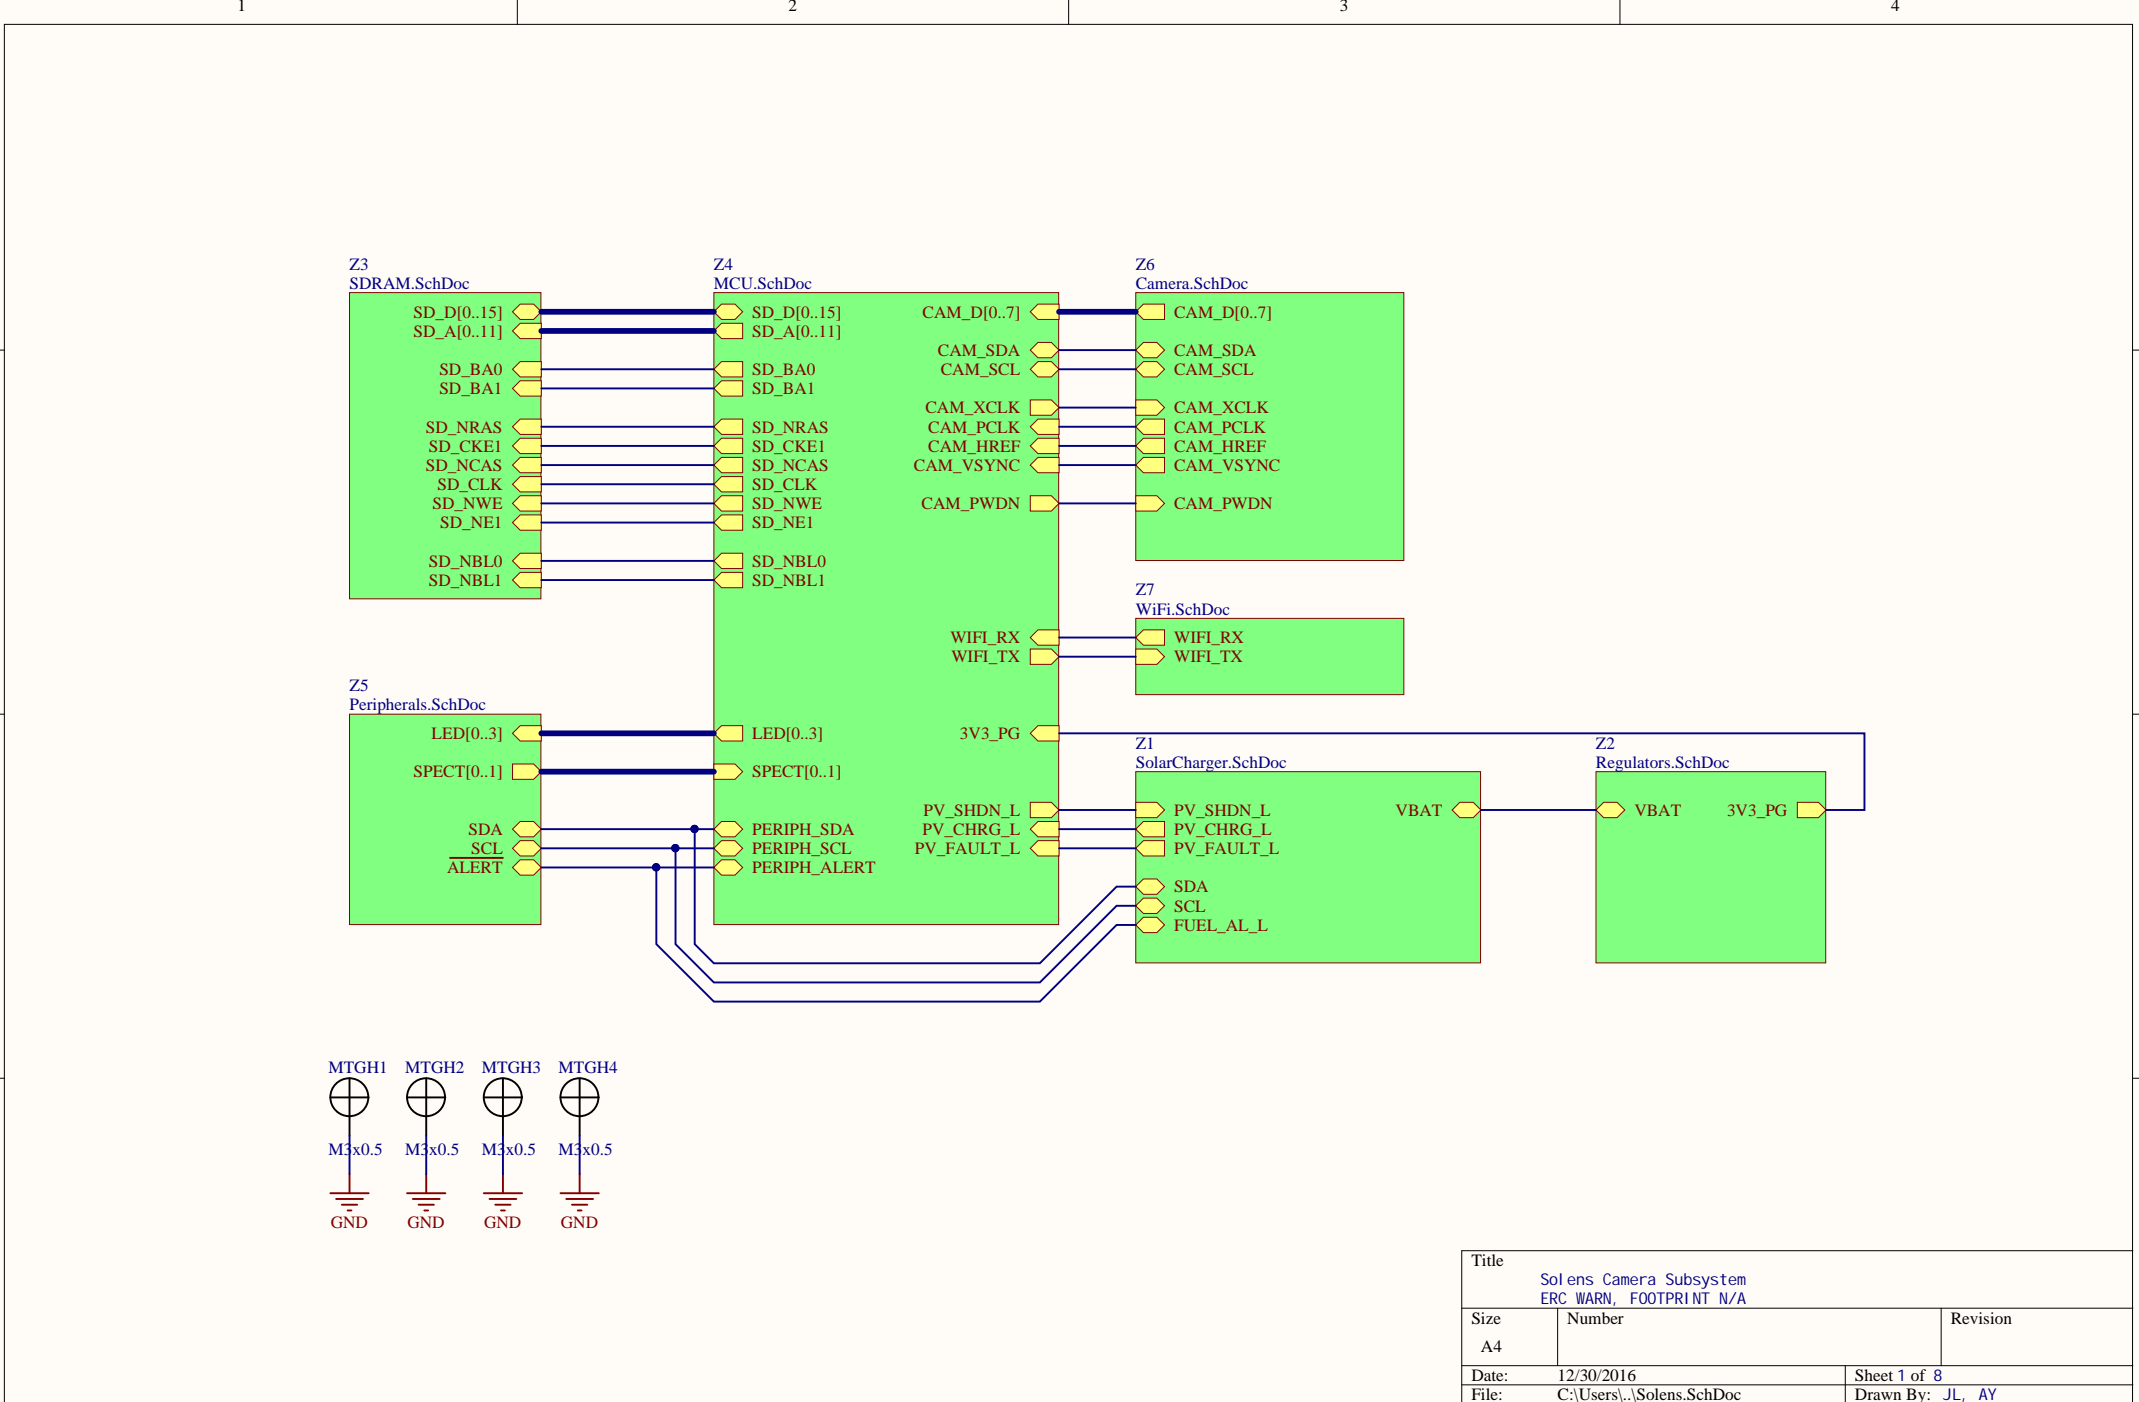 1 2 3 4
Z3
SDRAM.SchDoc
SD_D[0..15]
SD_A[0..11]
SD_BA0
SD_BA1
SD_NRAS
SD_CKE1
SD_NCAS
SD_CLK
SD_NWE
SD_NE1
SD_NBL0
SD_NBL1
Z4
MCU.SchDoc
SD_D[0..15]
SD_A[0..11]
SD_BA0
SD_BA1
SD_NRAS
SD_CKE1
SD_NCAS
SD_CLK
SD_NWE
SD_NE1
SD_NBL0
SD_NBL1
LED[0..3]
SPECT[0..1]
PERIPH_SDA
PERIPH_SCL
PERIPH_ALERT
CAM_D[0..7]
CAM_SDA
CAM_SCL
CAM_XCLK
CAM_PCLK
CAM_HREF
CAM_VSYNC
CAM_PWDN
WIFI_RX
WIFI_TX
3V3_PG
PV_SHDN_L
PV_CHRG_L
PV_FAULT_L
Z6
Camera.SchDoc
CAM_D[0..7]
CAM_SDA
CAM_SCL
CAM_XCLK
CAM_PCLK
CAM_HREF
CAM_VSYNC
CAM_PWDN
Z7
WiFi.SchDoc
WIFI_RX
WIFI_TX
Z5
Peripherals.SchDoc
LED[0..3]
SPECT[0..1]
SDA
SCL
ALERT
Z1
SolarCharger.SchDoc
PV_SHDN_L
PV_CHRG_L
PV_FAULT_L
SDA
SCL
FUEL_AL_L
VBAT
Z2
Regulators.SchDoc
VBAT
3V3_PG
MTGH1 MTGH2 MTGH3 MTGH4
M3x0.5 M3x0.5 M3x0.5 M3x0.5
GND GND GND GND
Title
Solens Camera Subsystem
ERC WARN, FOOTPRINT N/A
Size Number Revision
A4
Date: 12/30/2016 Sheet 1 of 8
File: C:\Users\..\Solens.SchDoc Drawn By: JL, AY